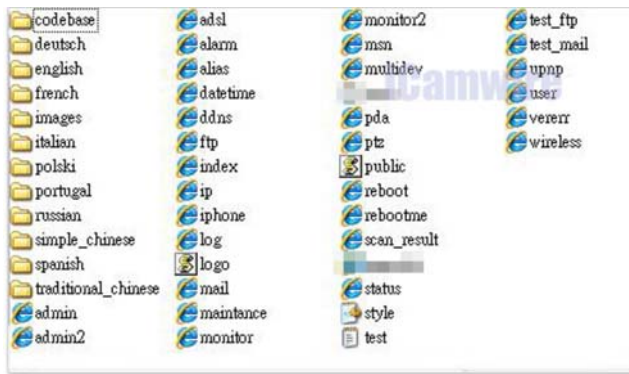 codebase
deutsch
english
french
images
italian
polski
portugal
russian
simple_chinese
spanish
traditional_chinese
admin
admin2
adsl
alarm
alias
datetime
ddns
ftp
index
ip
iphone
log
logo
mail
maintance
monitor
monitor2
msn
multidev
pda
ptz
public
reboot
rebootme
scan_result
status
style
test
test_ftp
test_mail
upnp
user
vererr
wireless
iCamware